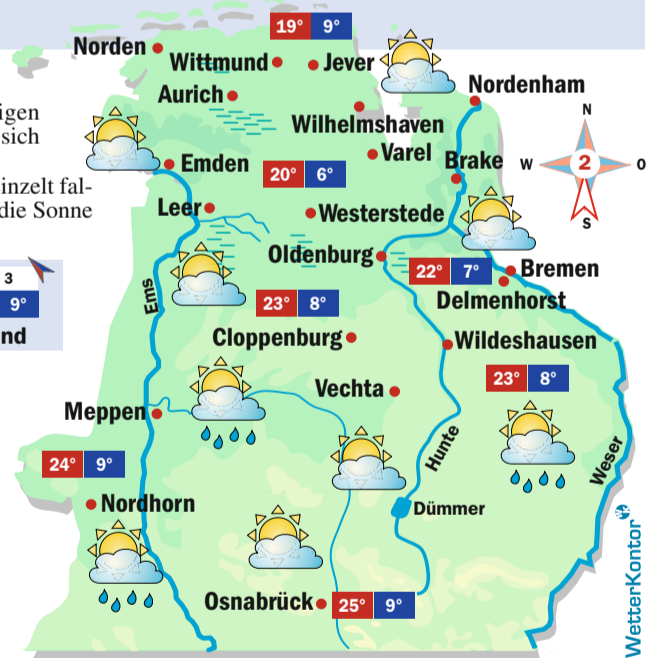 19° 9°
Norden
Wittmund
Jever
Aurich
Nordenham
igen
sich
Wilhelmshaven
N
Varel
Brake
W 2 O
Emden
20° 6°
inzelt fal-
die Sonne
S
Leer
Westerstede
Oldenburg
3
22° 7°
Bremen
Delmenhorst
9°
Ems
23° 8°
nd
Cloppenburg
Wildeshausen
Vechta
23° 8°
Meppen
Hunte
Weser
24° 9°
Nordhorn
Dümmer
Osnabrück
25° 9°
WetterKontor